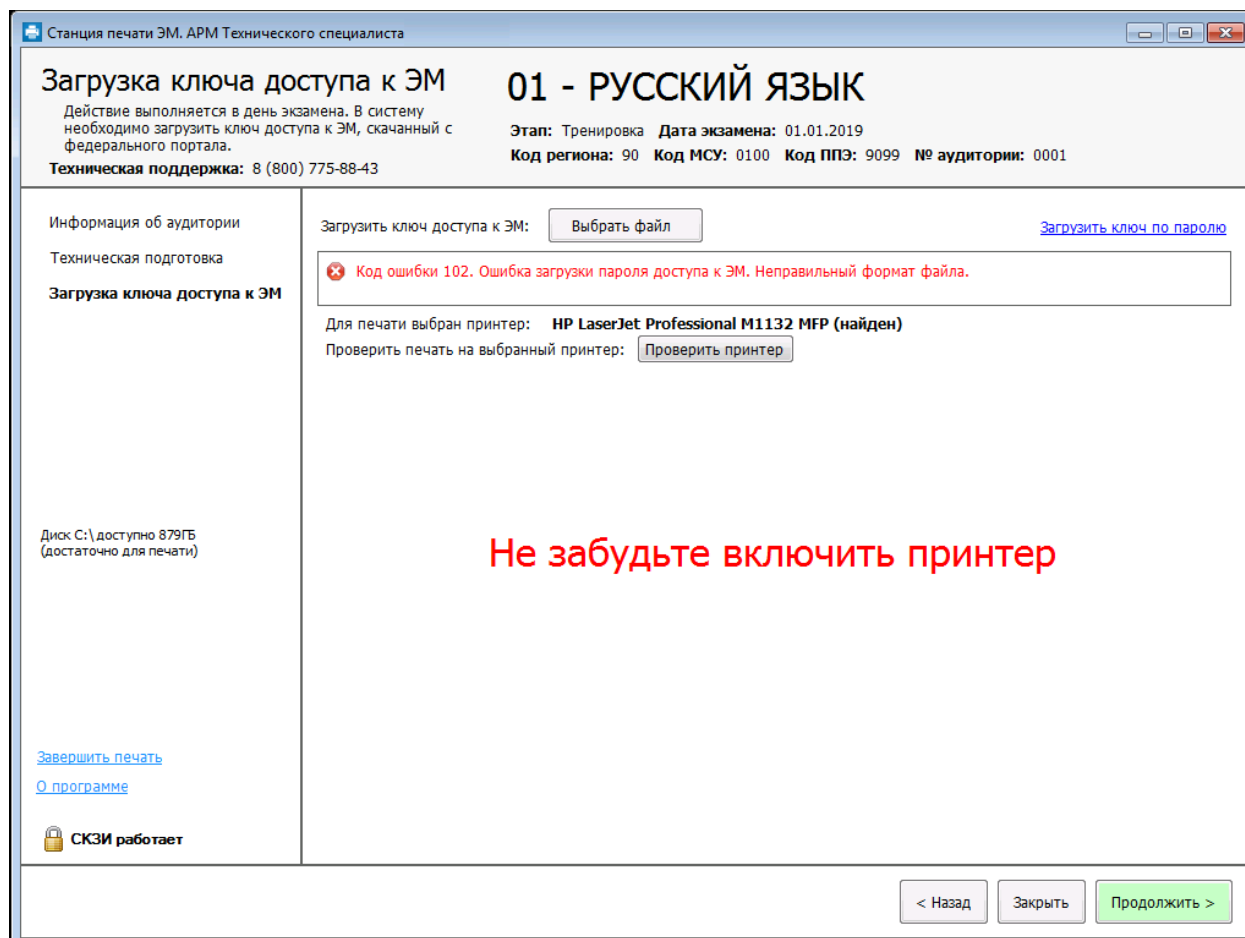 Станция печати ЭМ. АРМ Технического специалиста
Загрузка ключа доступа к ЭМ
Действие выполняется в день экзамена. В систему
необходимо загрузить ключ доступа к ЭМ, скачанный с
федерального портала.
Техническая поддержка: 8 (800) 775-88-43
01 - РУССКИЙ ЯЗЫК
Этап: Тренировка Дата экзамена: 01.01.2019
Код региона: 90 Код МСУ: 0100 Код ППЭ: 9099 № аудитории: 0001
Информация об аудитории
Техническая подготовка
Загрузка ключа доступа к ЭМ
Диск C:\ доступно 879ГБ
(достаточно для печати)
Завершить печать
О программе
СКЗИ работает
Загрузить ключ доступа к ЭМ: Выбрать файл Загрузить ключ по паролю
Код ошибки 102. Ошибка загрузки пароля доступа к ЭМ. Неправильный формат файла.
Для печати выбран принтер: HP LaserJet Professional M1132 MFP (найден)
Проверить печать на выбранный принтер: Проверить принтер
Не забудьте включить принтер
< Назад Закрыть Продолжить >